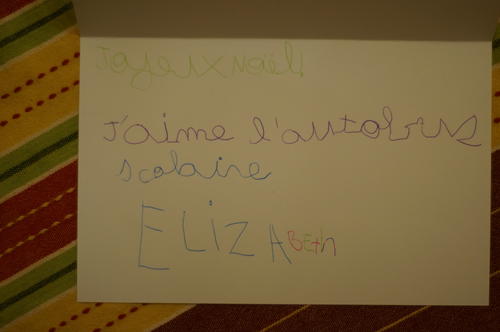 Joyeux Noël!
J'aime l'autobus
scolaire
ELiZABEth